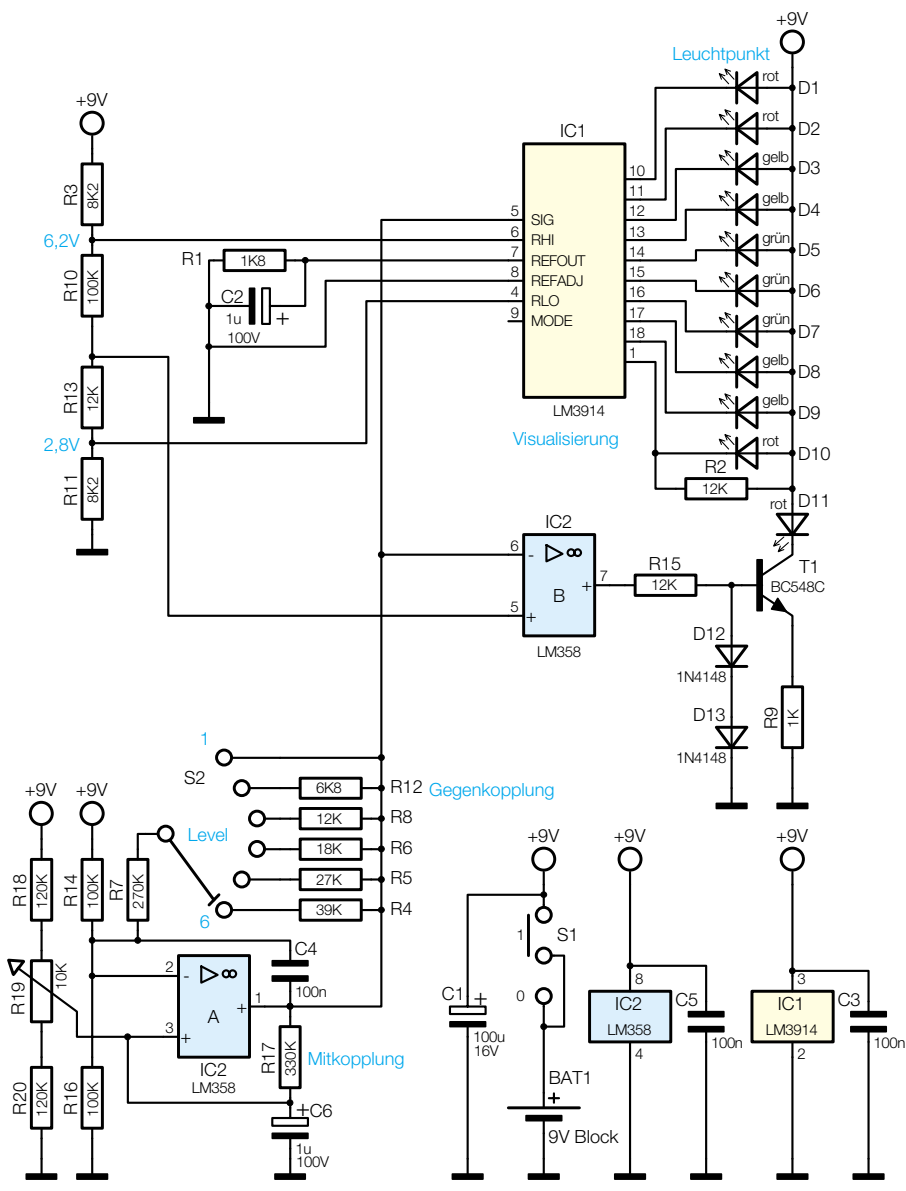 +9V
Leuchtpunkt
rot
D1
rot
D2
gelb
D3
gelb
D4
grün
D5
grün
D6
grün
D7
gelb
D8
gelb
D9
rot
D10
R2
12K
rot
D11
+9V
R3
8K2
6,2V
R10
100K
R13
12K
2,8V
R11
8K2
R1
1K8
C2
1u
100V
+
IC1
5 SIG
6 RHI
7 REFOUT
8 REFADJ
4 RLO
9 MODE
10
11
12
13
14
15
16
17
18
1
LM3914
Visualisierung
IC2
6 -
▷∞
B
5 +
+ 7
LM358
R15
12K
T1
BC548C
D12
1N4148
D13
1N4148
R9
1K
1
S2
Level
6
6K8 R12
12K R8
18K R6
27K R5
39K R4
Gegenkopplung
+9V
+9V
R18
120K
R14
100K
R7
270K
R19
10K
R20
120K
R16
100K
C4
100n
2 -
▷∞
A
3 +
+ 1
IC2
LM358
R17
330K
Mitkopplung
+
C6
1u
100V
+9V
1
S1
0
C1
+
100u
16V
BAT1
+
9V Block
+9V
8
IC2
LM358
4
C5
100n
+9V
3
IC1
LM3914
2
C3
100n